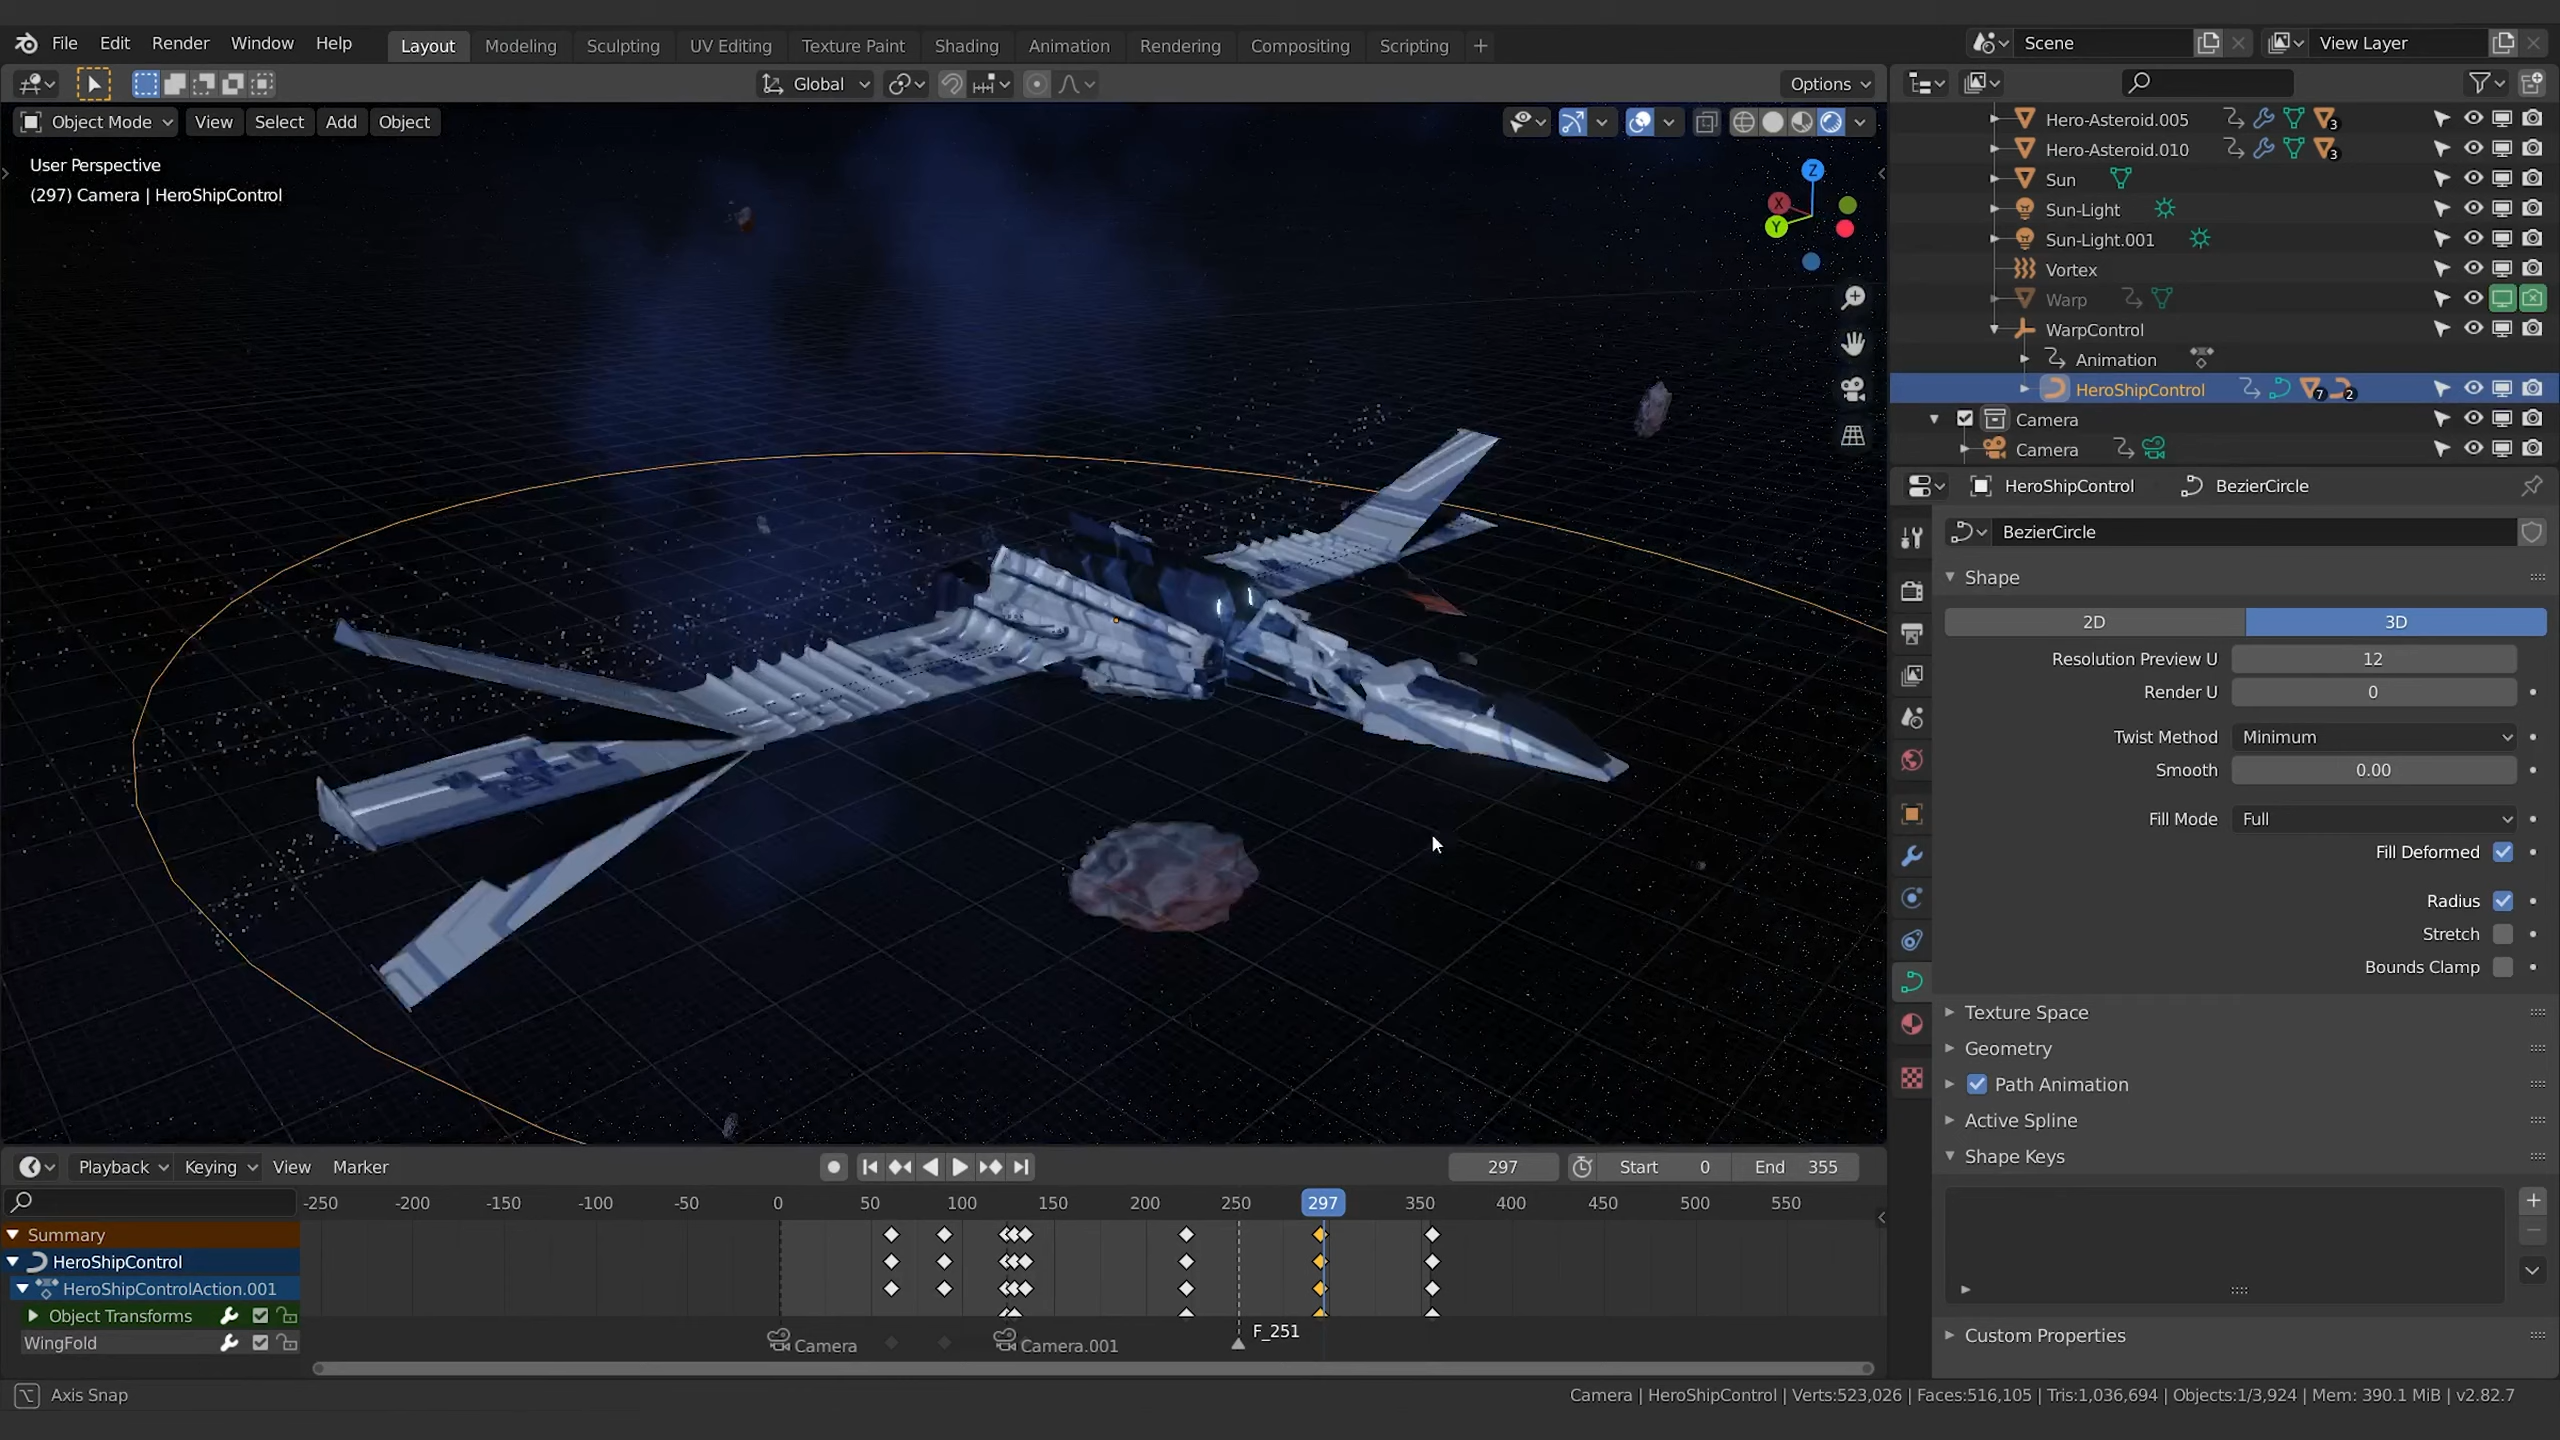 File Edit Render Window Help Layout Modeling Sculpting UV Editing Texture Paint Shading Animation Rendering Compositing Scripting Scene View Layer
Global Options
Object Mode View Select Add Object
User Perspective
(297) Camera | HeroShipControl
Z
X
Y
Hero-Asteroid.005 3
Hero-Asteroid.010 3
Sun
Sun-Light
Sun-Light.001
Vortex
Warp
WarpControl
Animation
HeroShipControl 7 2
Camera
Camera
HeroShipControl BezierCircle
BezierCircle
Shape
2D 3D
Resolution Preview U 12
Render U 0
Twist Method Minimum
Smooth 0.00
Fill Mode Full
Fill Deformed
Radius
Stretch
Bounds Clamp
Texture Space
Geometry
Path Animation
Active Spline
Shape Keys
Custom Properties
Playback Keying View Marker 297 Start 0 End 355
-250 -200 -150 -100 -50 0 50 100 150 200 250 297 350 400 450 500 550
Summary
HeroShipControl
HeroShipControlAction.001
Object Transforms
WingFold
F_251
Camera Camera.001
Axis Snap Camera | HeroShipControl | Verts:523,026 | Faces:516,105 | Tris:1,036,694 | Objects:1/3,924 | Mem: 390.1 MiB | v2.82.7